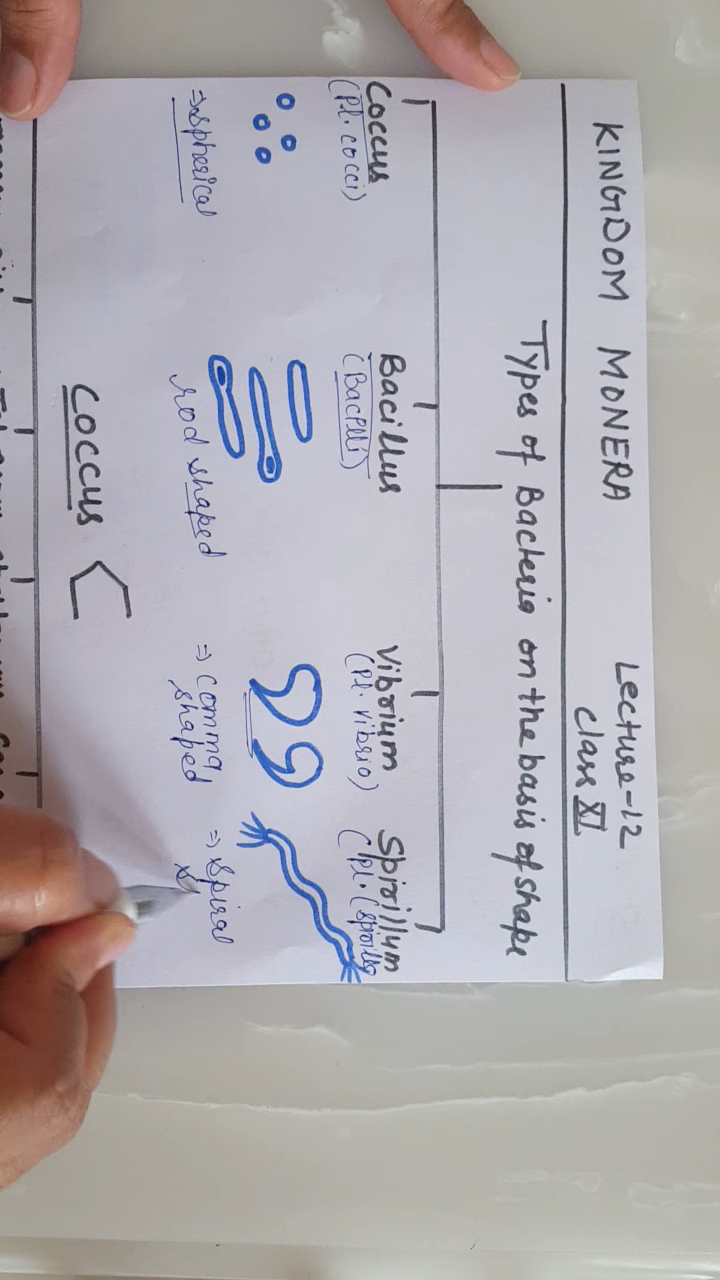 KINGDOM MONERA
Lecture-12
Class XI
Types of Bacteria on the basis of shape
Coccus
(Pl. cocci)
⇒ spherical
Bacillus
(Bacilli)
rod shaped
Vibrium
(Pl. vibrio)
⇒ comma
shaped
Spirillum
(Pl. (spirilla
⇒ spiral
s
COCCUS <